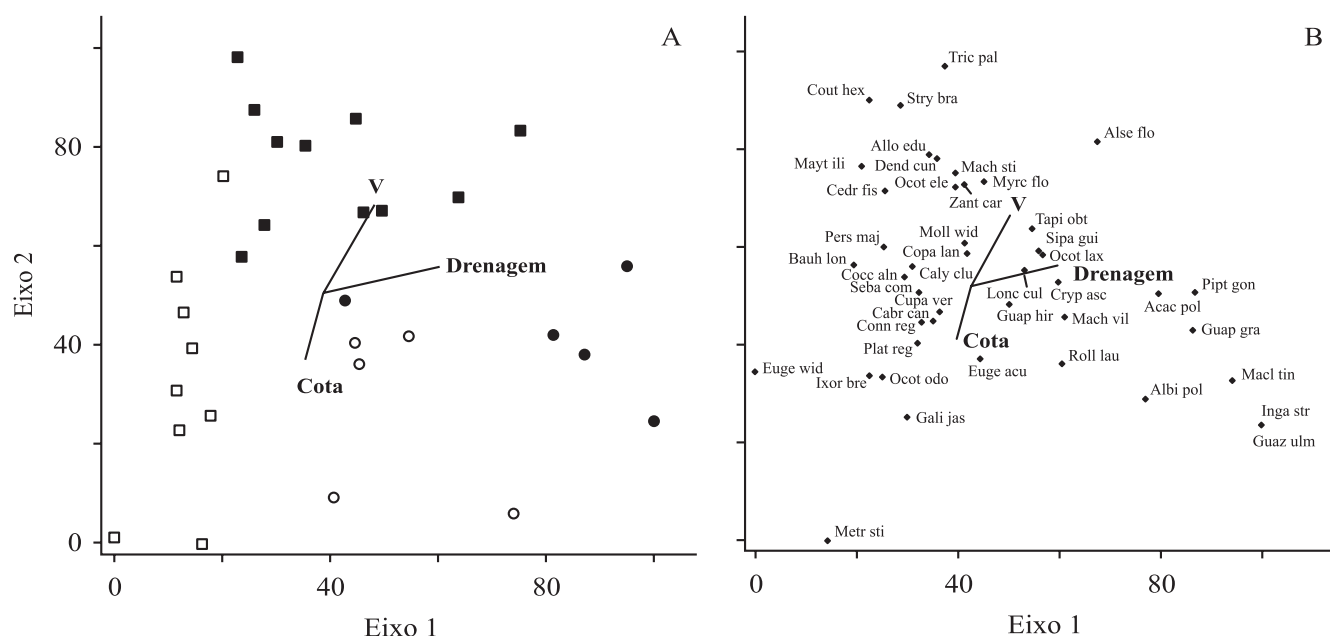 A
80
V
Drenagem
Eixo 2
40
Cota
0
0
40
80
Eixo 1
B
Tric pal
Cout hex
Stry bra
Alse flo
Allo edu
Mayt ili
Dend cun
Mach sti
Ocot ele
Myrc flo
Cedr fis
Zant car
V
Tapi obt
Moll wid
Sipa gui
Pers maj
Copa lan
Ocot lax
Bauh lon
Caly clu
Drenagem
Cocc aln
Seba com
Lonc cul
Cryp asc
Pipt gon
Cupa ver
Acac pol
Cabr can
Guap hir
Mach vil
Conn reg
Guap gra
Cota
Plat reg
Roll lau
Euge wid
Euge acu
Macl tin
Ixor bre
Ocot odo
Albi pol
Inga str
Gali jas
Guaz ulm
Metr sti
0
40
80
Eixo 1